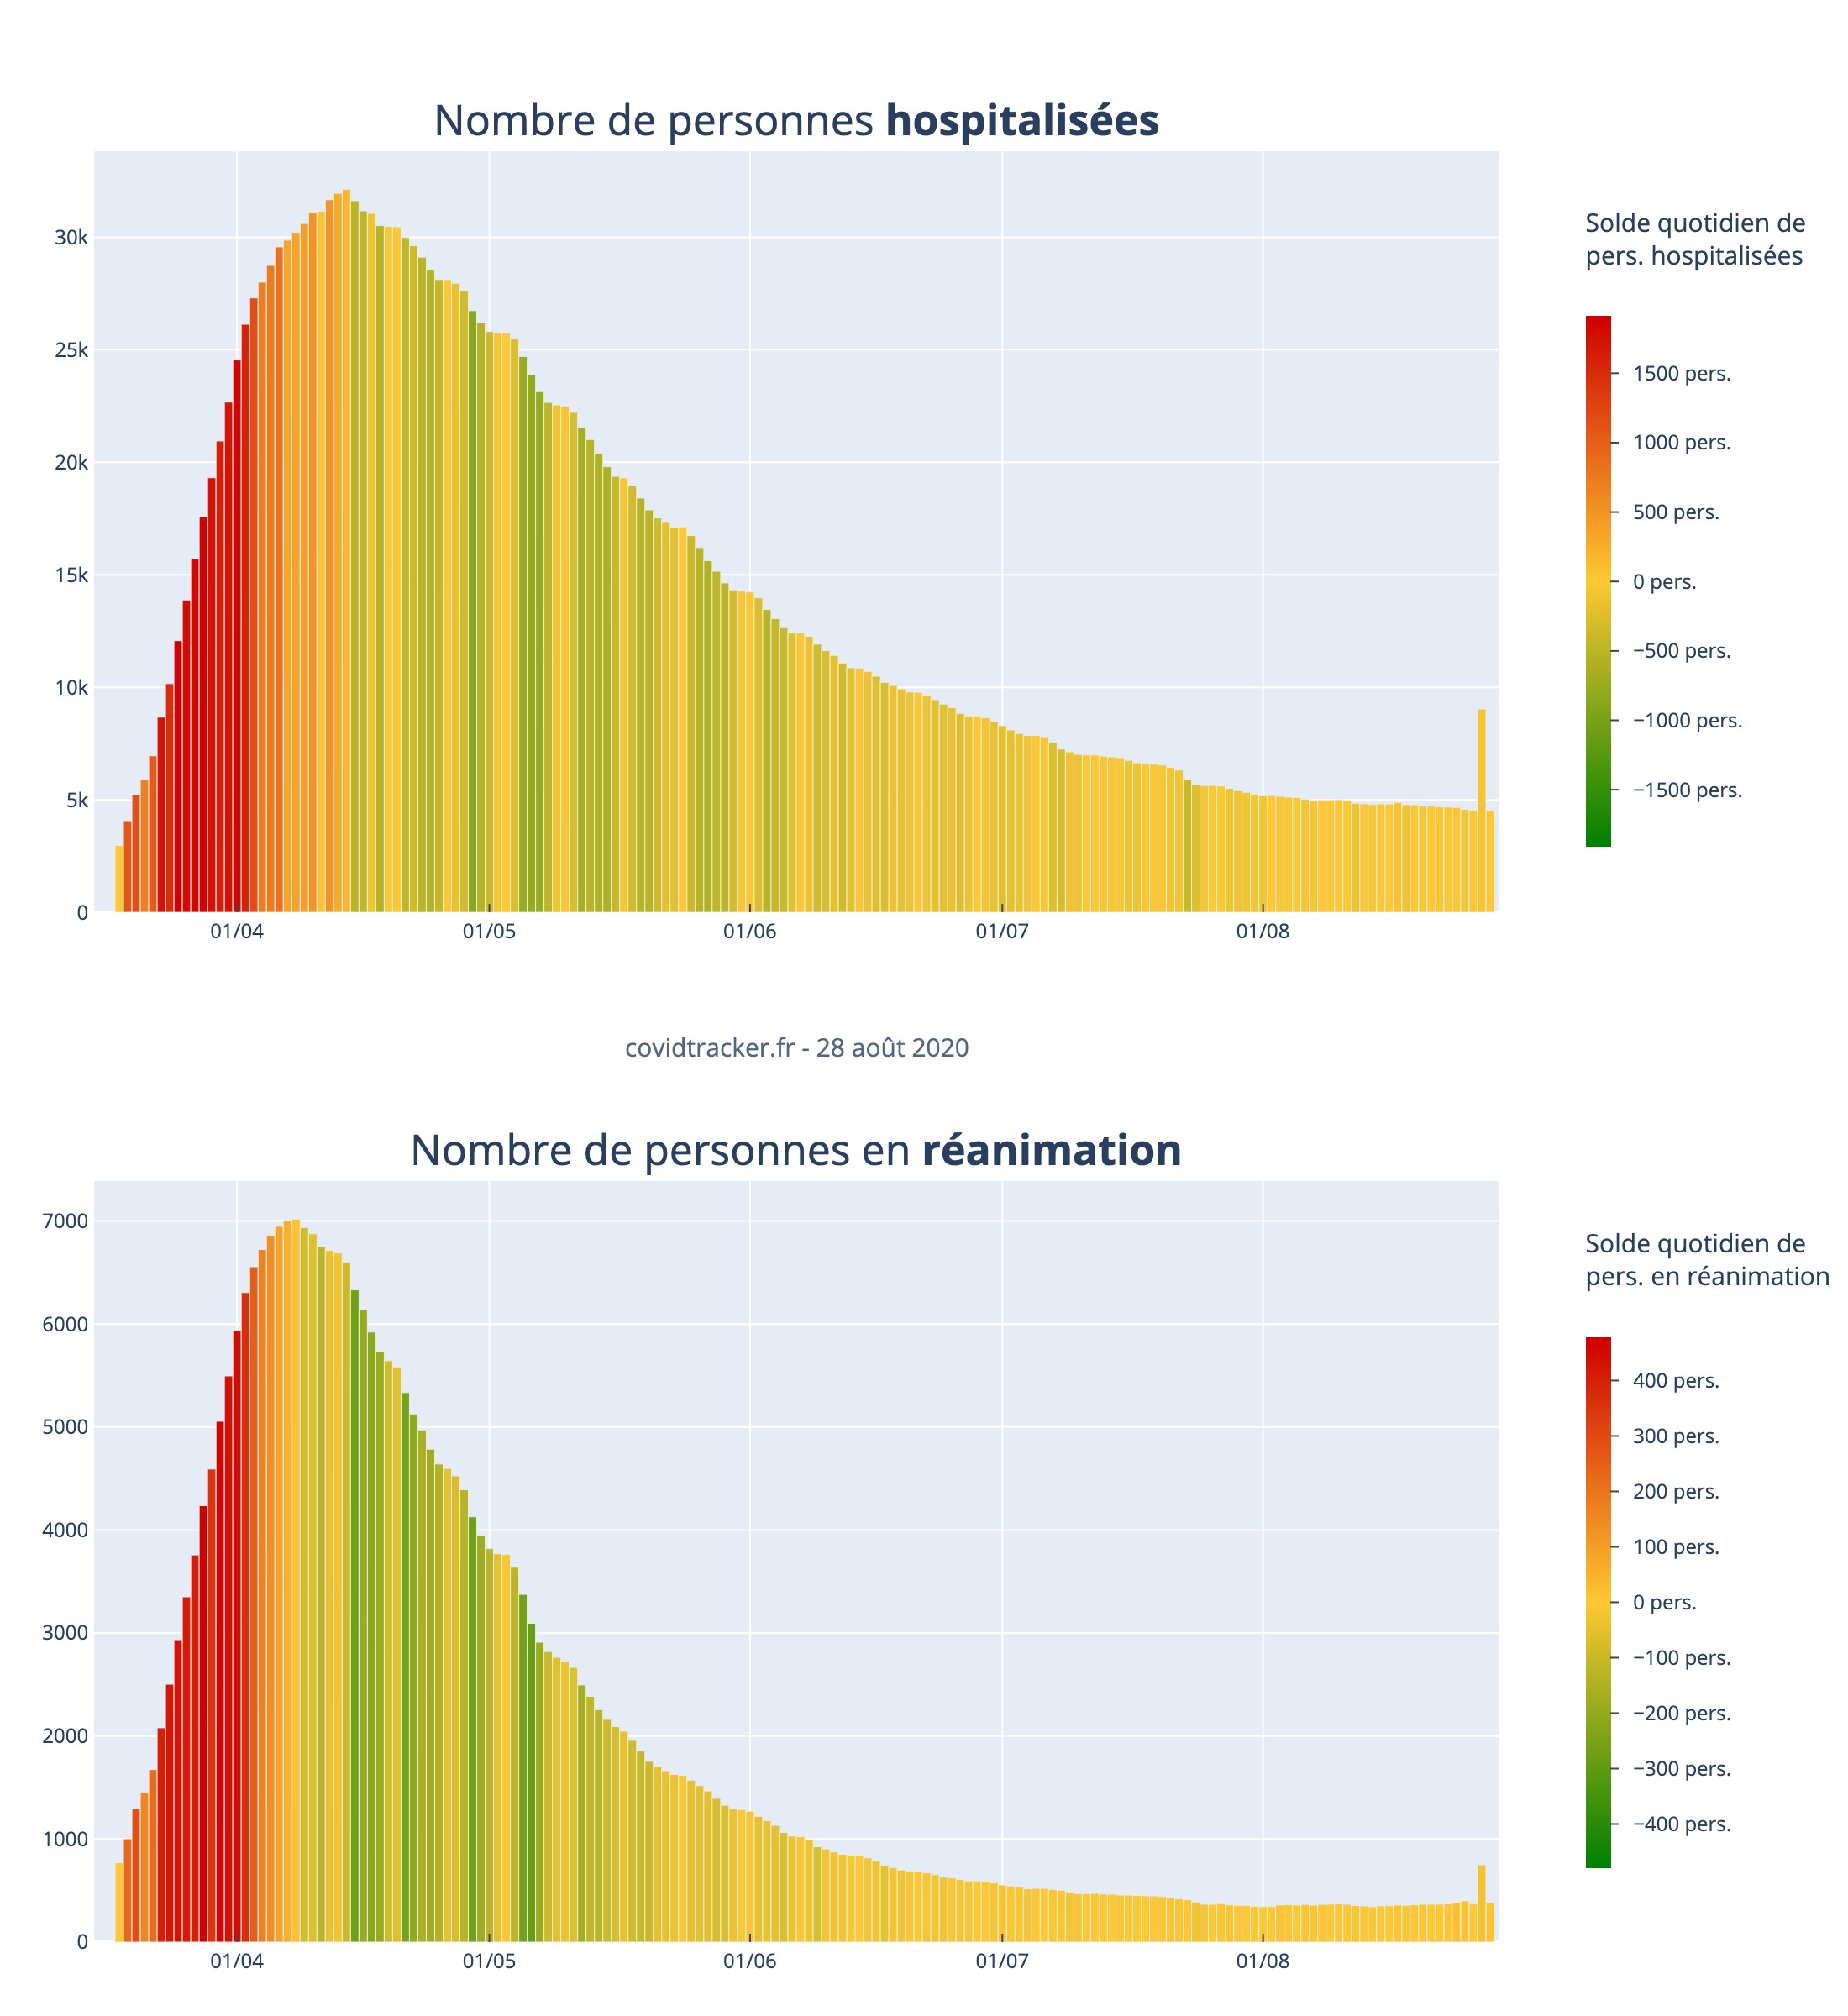 Nombre de personnes hospitalisées
30k
25k
20k
15k
10k
5k
0
01/04 01/05 01/06 01/07 01/08
Solde quotidien de
pers. hospitalisées
1500 pers.
1000 pers.
500 pers.
0 pers.
−500 pers.
−1000 pers.
−1500 pers.
covidtracker.fr - 28 août 2020
Nombre de personnes en réanimation
7000
6000
5000
4000
3000
2000
1000
0
01/04 01/05 01/06 01/07 01/08
Solde quotidien de
pers. en réanimation
400 pers.
300 pers.
200 pers.
100 pers.
0 pers.
−100 pers.
−200 pers.
−300 pers.
−400 pers.